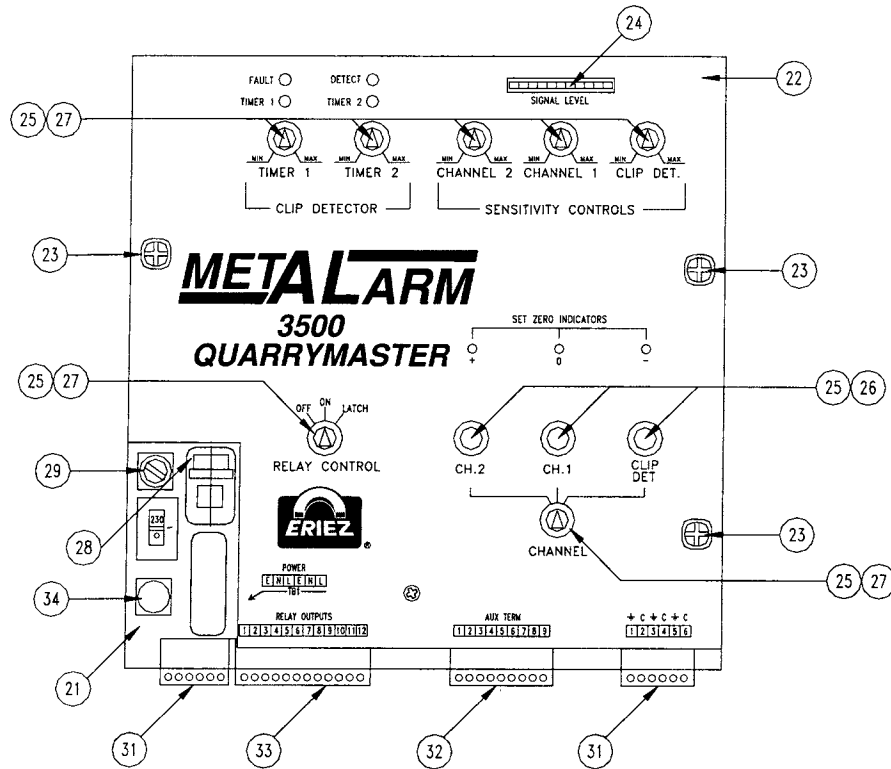 24
22
FAULT
DETECT
TIMER 1
TIMER 2
SIGNAL LEVEL
25 27
MIN MAX
TIMER 1
MIN MAX
TIMER 2
MIN MAX
CHANNEL 2
MIN MAX
CHANNEL 1
MIN MAX
CLIP DET.
CLIP DETECTOR
SENSITIVITY CONTROLS
23
23
METALARM
3500
QUARRYMASTER
SET ZERO INDICATORS
+ 0 -
25 27
OFF ON LATCH
RELAY CONTROL
25 26
CH.2
CH.1
CLIP
DET
29
230
28
ERIEZ ®
CHANNEL
23
25 27
POWER
E N L E N L
TB1
34
RELAY OUTPUTS
1 2 3 4 5 6 7 8 9 10 11 12
AUX TERM
1 2 3 4 5 6 7 8 9
⏚ C ⏚ C ⏚ C
1 2 3 4 5 6
21
31
33
32
31